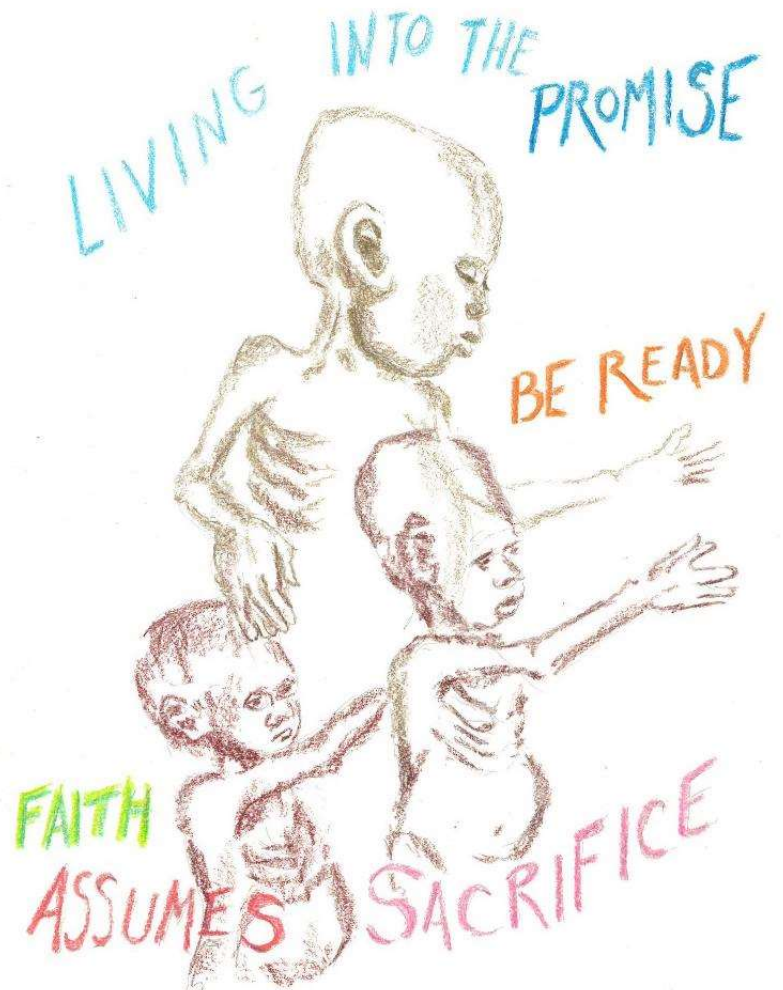 LIVING INTO THE PROMISE
BE READY
FAITH
ASSUMES SACRIFICE